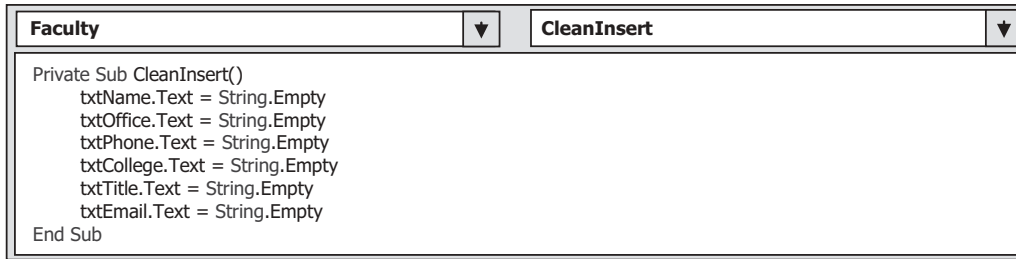 Faculty CleanInsert
Private Sub CleanInsert()
txtName.Text = String.Empty
txtOffice.Text = String.Empty
txtPhone.Text = String.Empty
txtCollege.Text = String.Empty
txtTitle.Text = String.Empty
txtEmail.Text = String.Empty
End Sub